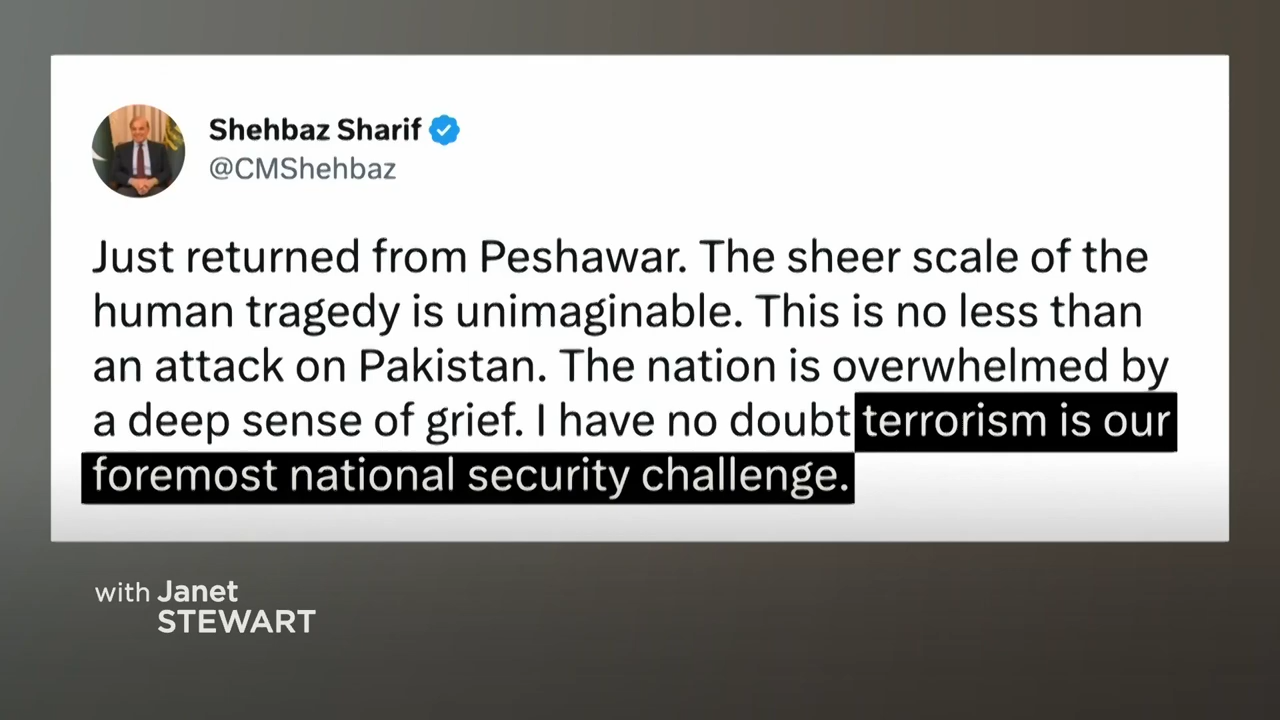 Shehbaz Sharif
@CMShehbaz
Just returned from Peshawar. The sheer scale of the
human tragedy is unimaginable. This is no less than
an attack on Pakistan. The nation is overwhelmed by
a deep sense of grief. I have no doubt terrorism is our
foremost national security challenge.
with Janet
STEWART